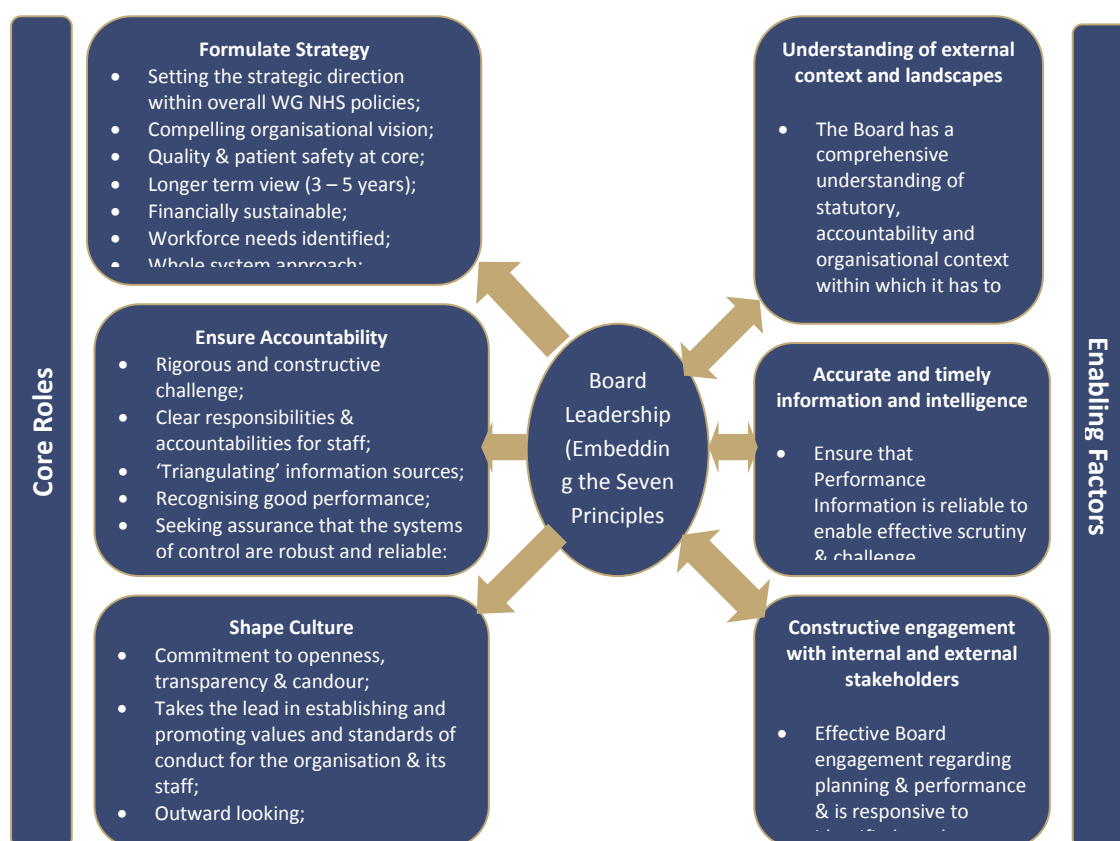 Core Roles
Formulate Strategy
• Setting the strategic direction
within overall WG NHS policies;
• Compelling organisational vision;
• Quality & patient safety at core;
• Longer term view (3 – 5 years);
• Financially sustainable;
• Workforce needs identified;
• Whole system approach;
Ensure Accountability
• Rigorous and constructive
challenge;
• Clear responsibilities &
accountabilities for staff;
• ‘Triangulating’ information sources;
• Recognising good performance;
• Seeking assurance that the systems
of control are robust and reliable;
Shape Culture
• Commitment to openness,
transparency & candour;
• Takes the lead in establishing and
promoting values and standards of
conduct for the organisation & its
staff;
• Outward looking;
Board
Leadership
(Embeddin
g the Seven
Principles
Understanding of external
context and landscapes
• The Board has a
comprehensive
understanding of
statutory,
accountability and
organisational context
within which it has to
Accurate and timely
information and intelligence
• Ensure that
Performance
Information is reliable to
enable effective scrutiny
& challenge
Constructive engagement
with internal and external
stakeholders
• Effective Board
engagement regarding
planning & performance
& is responsive to
Enabling Factors